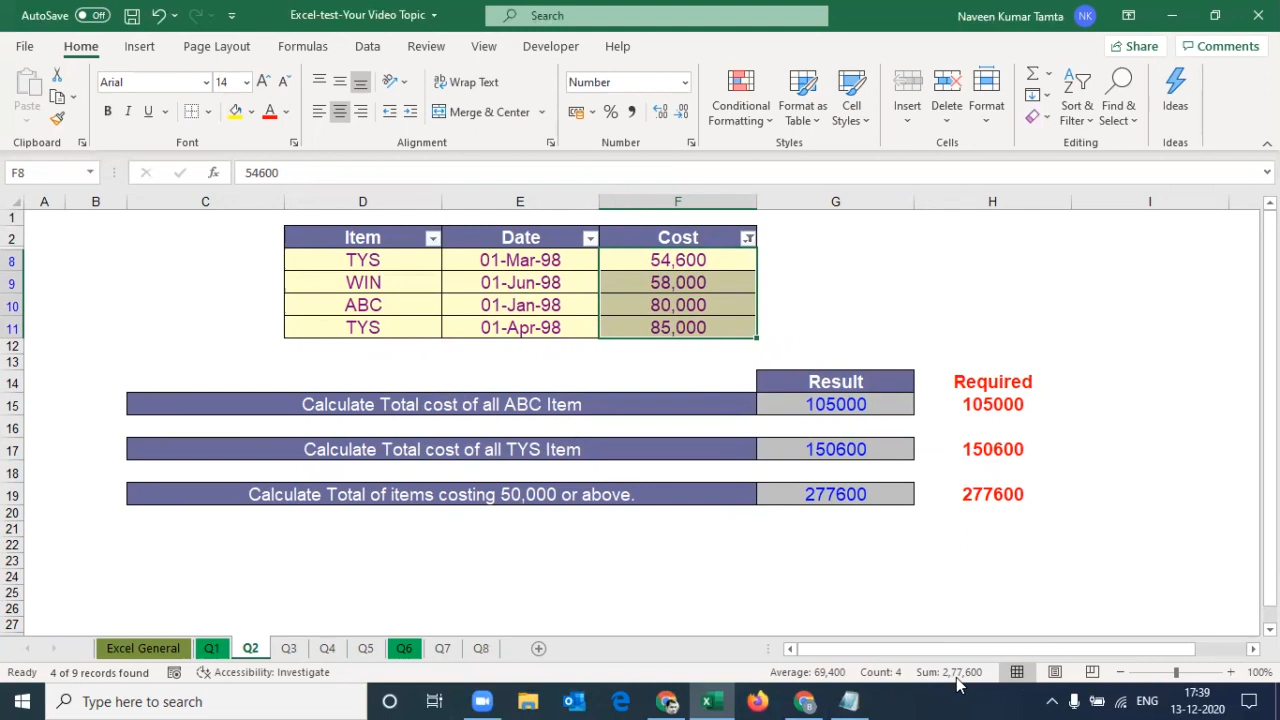 AutoSave Off Excel-test-Your Video Topic Search Naveen Kumar Tamta NK
File Home Insert Page Layout Formulas Data Review View Developer Help Share Comments
Paste Arial 14 A A Wrap Text Number Conditional Formatting Format as Table Cell Styles Insert Delete Format Sort & Filter Find & Select Ideas
B I U A Merge & Center % ,
Clipboard Font Alignment Number Styles Cells Editing Ideas
F8 fx 54600
A B C D E F G H I
1
2 Item Date Cost
8 TYS 01-Mar-98 54,600
9 WIN 01-Jun-98 58,000
10 ABC 01-Jan-98 80,000
11 TYS 01-Apr-98 85,000
12
13
14 Result Required
15 Calculate Total cost of all ABC Item 105000 105000
16
17 Calculate Total cost of all TYS Item 150600 150600
18
19 Calculate Total of items costing 50,000 or above. 277600 277600
20
21
22
23
24
25
26
27
Excel General Q1 Q2 Q3 Q4 Q5 Q6 Q7 Q8
Ready 4 of 9 records found Accessibility: Investigate Average: 69,400 Count: 4 Sum: 2,77,600 100%
Type here to search ENG 17:39
13-12-2020